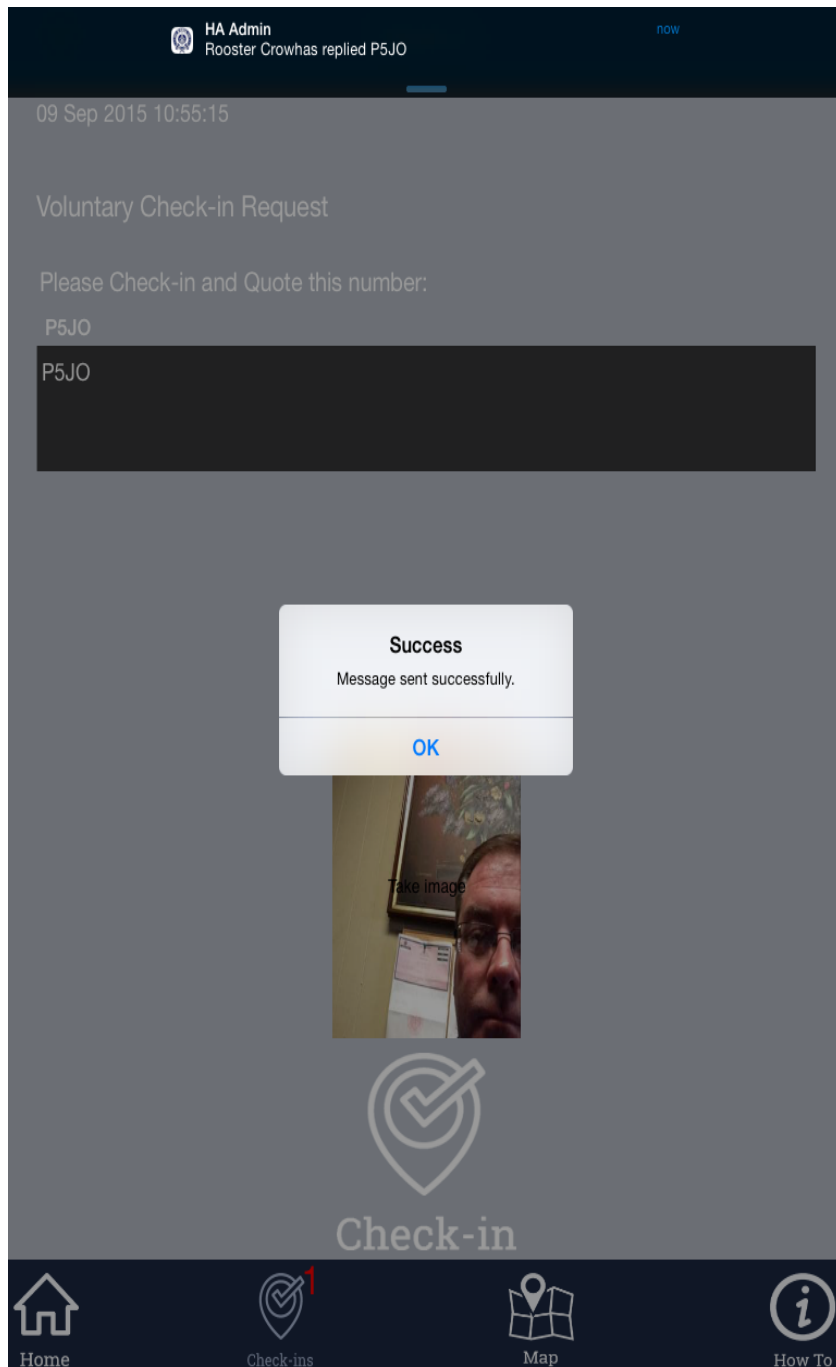 HA Admin
now
Rooster Crowhas replied P5JO
09 Sep 2015 10:55:15
Voluntary Check-in Request
Please Check-in and Quote this number:
P5JO
P5JO
Success
Message sent successfully.
OK
Take image
Check-in
1
Home
Check-ins
Map
How To